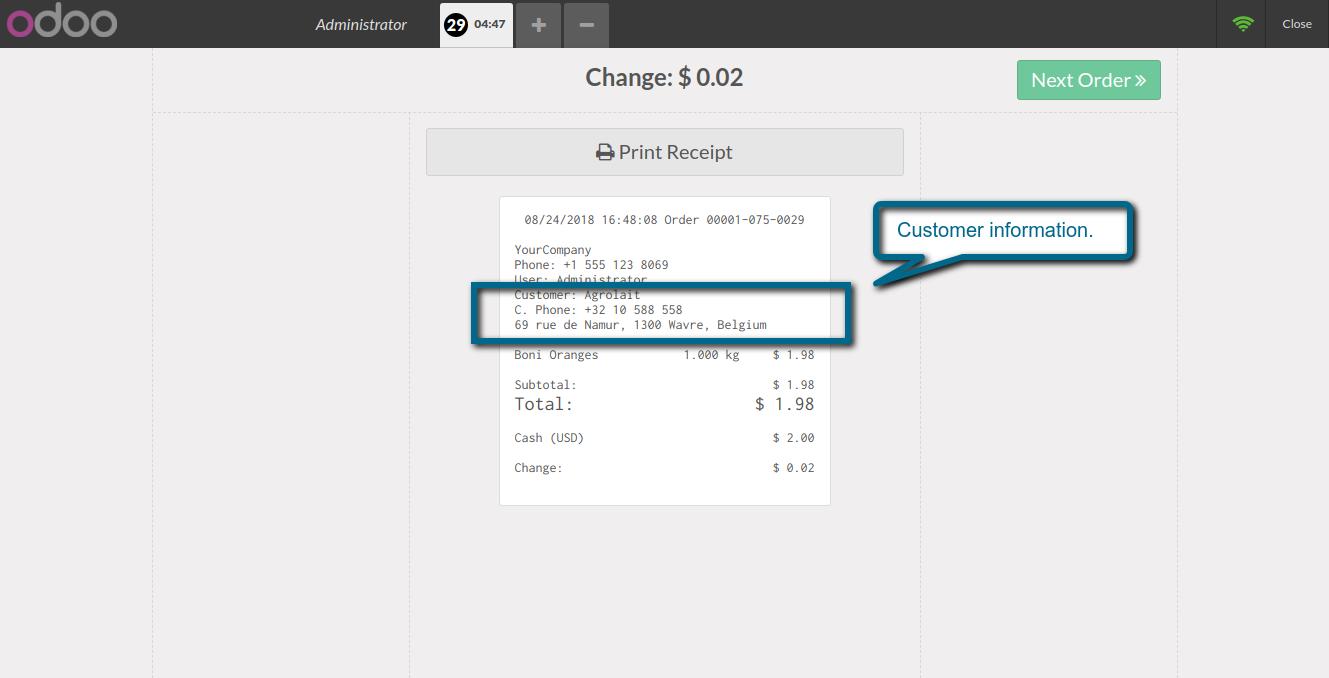 odoo
Administrator
29 04:47
+
−
Close
Change: $ 0.02
Next Order »
Print Receipt
08/24/2018 16:48:08 Order 00001-075-0029
YourCompany
Phone: +1 555 123 8069
User: Administrator
Customer: Agrolait
C. Phone: +32 10 588 558
69 rue de Namur, 1300 Wavre, Belgium
Customer information.
Boni Oranges 1.000 kg $ 1.98
Subtotal: $ 1.98
Total: $ 1.98
Cash (USD) $ 2.00
Change: $ 0.02